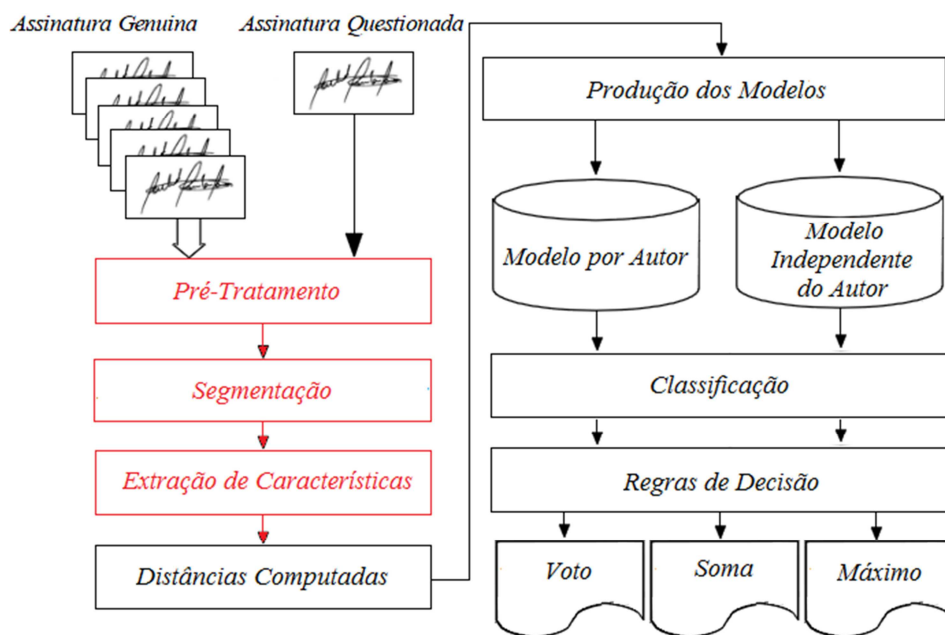 Assinatura Genuina
Assinatura Questionada
Pré-Tratamento
Segmentação
Extração de Característícas
Distâncias Computadas
Produção dos Modelos
Modelo por Autor
Modelo
Independente
do Autor
Classificação
Regras de Decisão
Voto
Soma
Máximo